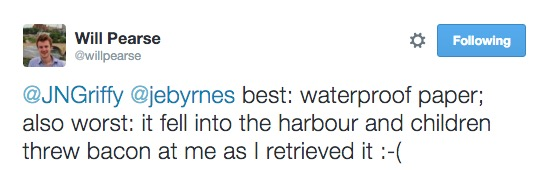 Will Pearse
@willpearse
Following
@JNGriffy @jebyrnes best: waterproof paper;
also worst: it fell into the harbour and children
threw bacon at me as I retrieved it :-(